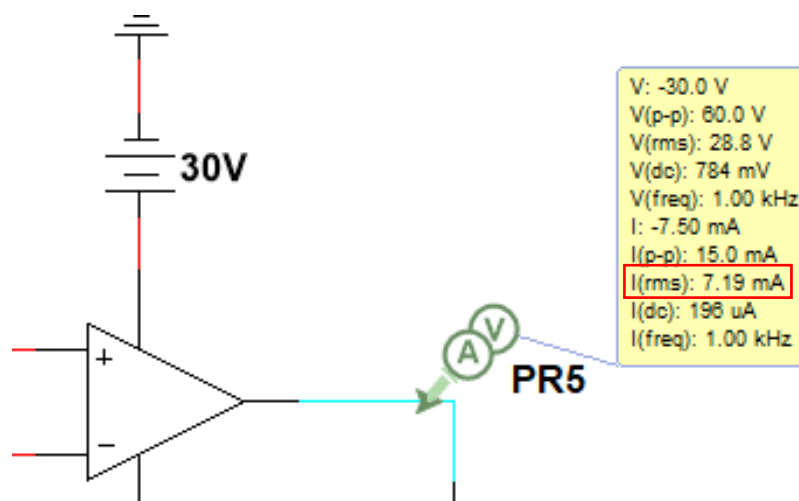 30V
+
−
A
V
PR5
V: -30.0 V
V(p-p): 60.0 V
V(rms): 28.8 V
V(dc): 784 mV
V(freq): 1.00 kHz
I: -7.50 mA
I(p-p): 15.0 mA
I(rms): 7.19 mA
I(dc): 196 uA
I(freq): 1.00 kHz